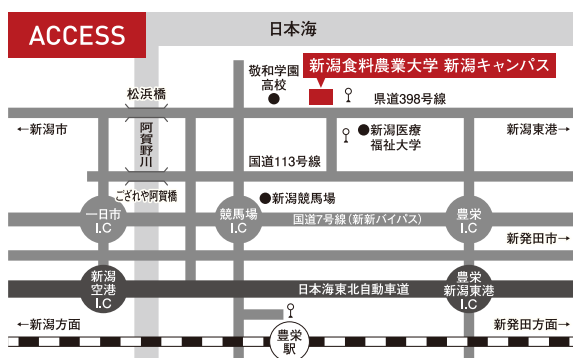 ACCESS
日本海
新潟食料農業大学 新潟キャンパス
敬和学園
高校
松浜橋
県道398号線
←新潟市
阿賀野川
●新潟医療
福祉大学
新潟東港→
国道113号線
ござれや阿賀橋
●新潟競馬場
一日市
I.C
競馬場
I.C
国道7号線(新新バイパス)
豊栄
I.C
新発田市→
新潟
空港
I.C
日本海東北自動車道
豊栄
新潟東港
I.C
←新潟方面
豊栄
駅
新発田方面→